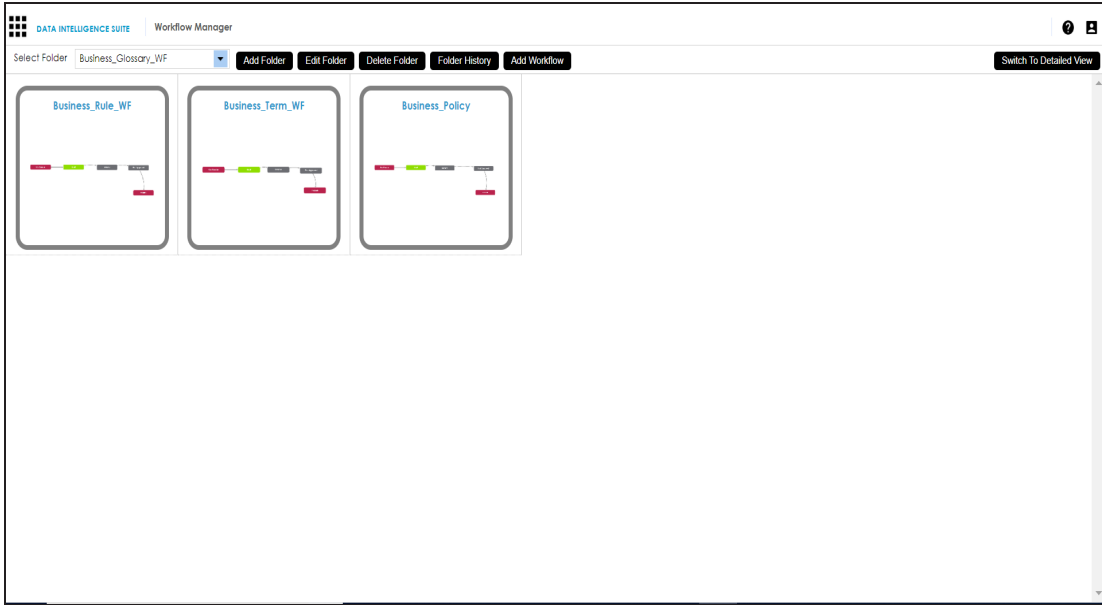 DATA INTELLIGENCE SUITE Workflow Manager
Select Folder Business_Glossary_WF Add Folder Edit Folder Delete Folder Folder History Add Workflow Switch To Detailed View
Business_Rule_WF Business_Term_WF Business_Policy